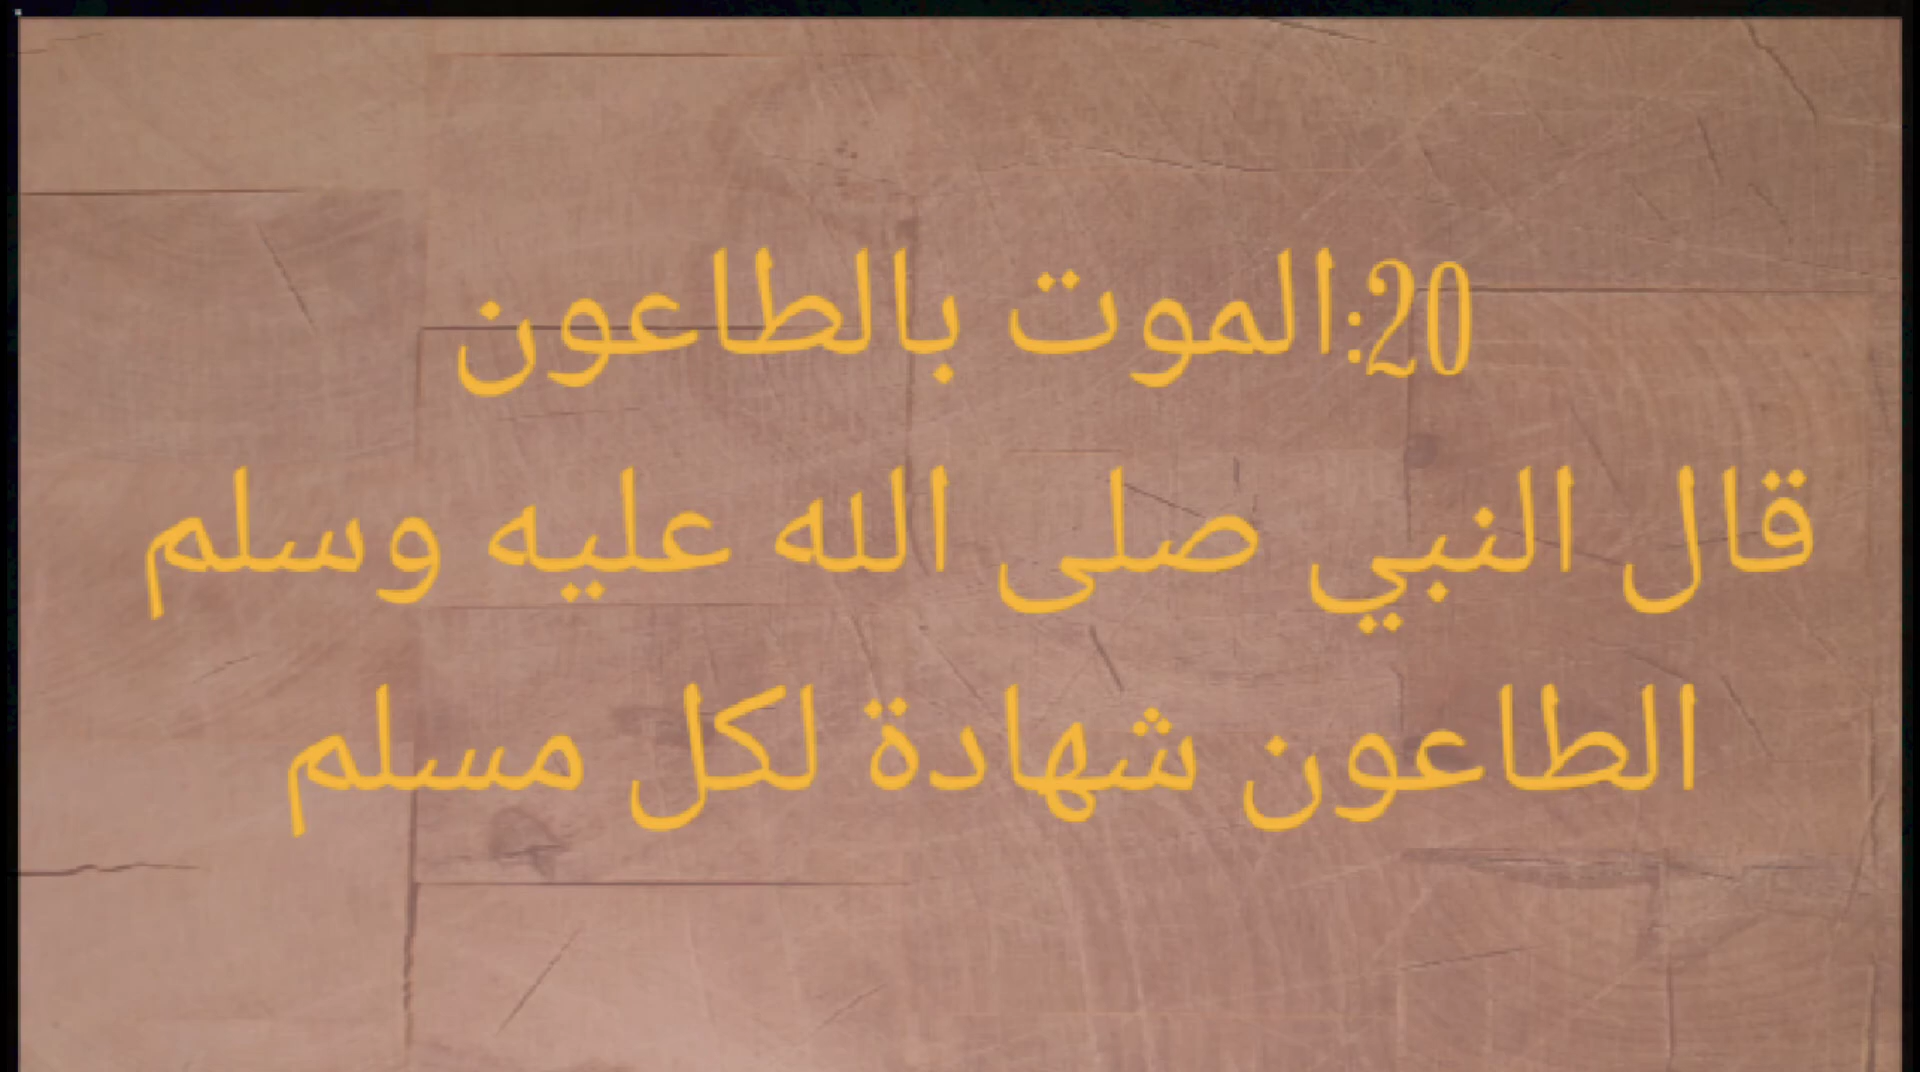 20:الموت بالطاعون
قال النبي صلى الله عليه وسلم
الطاعون شهادة لكل مسلم